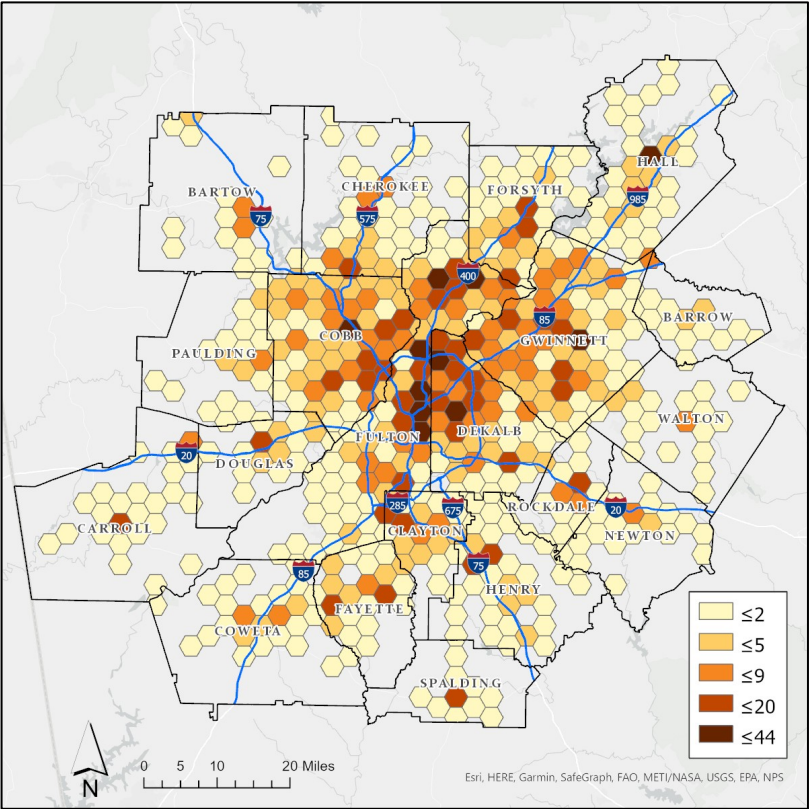 HALL
BARTOW
CHEROKEE
FORSYTH
75
575
985
400
85
BARROW
COBB
GWINNETT
PAULDING
WALTON
FULTON
DEKALB
20
DOUGLAS
285
675
ROCKDALE
20
CARROLL
CLAYTON
NEWTON
85
75
HENRY
FAYETTE
COWETA
SPALDING
≤2
≤5
≤9
≤20
≤44
N
0 5 10 20 Miles
Esri, HERE, Garmin, SafeGraph, FAO, METI/NASA, USGS, EPA, NPS